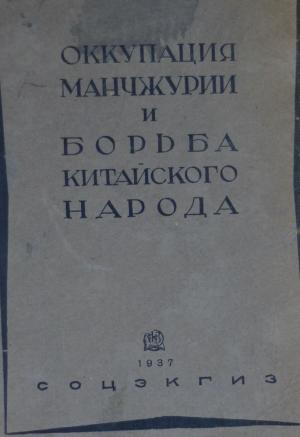 ОККУПАЦИЯ
МАНЧЖУРИИ
И
БОРЬБА
КИТАЙСКОГО
НАРОДА
1937
СОЦЭКГИЗ